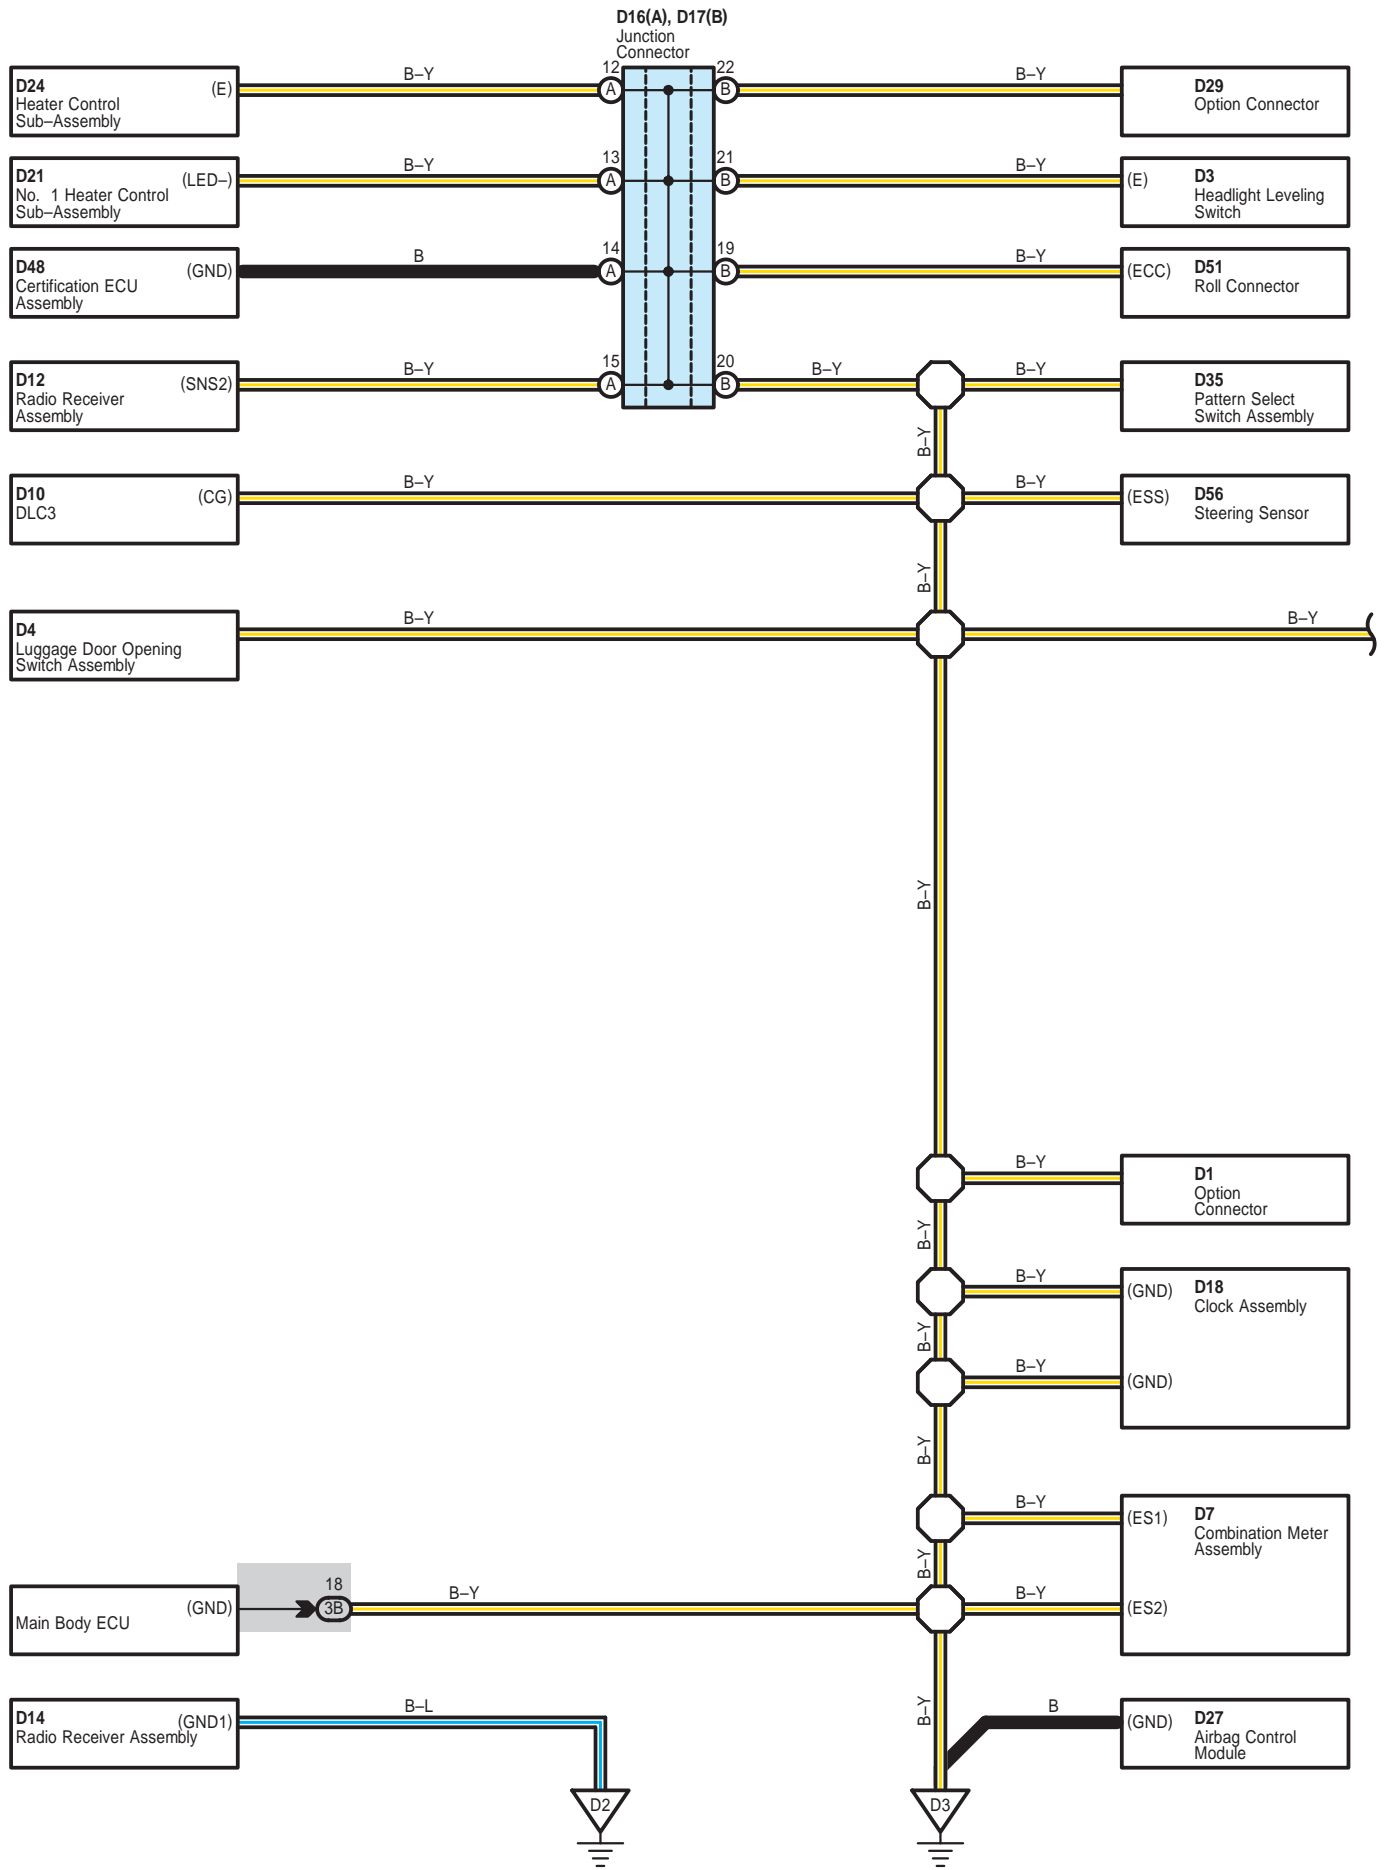 D16(A), D17(B)
Junction
Connector
D24
Heater Control
Sub–Assembly
(E)
B–Y
12
A
22
B
B–Y
D29
Option Connector
D21
No. 1 Heater Control
Sub–Assembly
(LED–)
B–Y
13
A
21
B
B–Y
(E)
D3
Headlight Leveling
Switch
D48
Certification ECU
Assembly
(GND)
B
14
A
19
B
B–Y
(ECC)
D51
Roll Connector
D12
Radio Receiver
Assembly
(SNS2)
B–Y
15
A
20
B
B–Y
B–Y
D35
Pattern Select
Switch Assembly
B–Y
D10
DLC3
(CG)
B–Y
B–Y
(ESS)
D56
Steering Sensor
B–Y
D4
Luggage Door Opening
Switch Assembly
B–Y
B–Y
B–Y
B–Y
D1
Option
Connector
B–Y
B–Y
(GND)
D18
Clock Assembly
B–Y
B–Y
(GND)
B–Y
B–Y
(ES1)
D7
Combination Meter
Assembly
B–Y
Main Body ECU
(GND)
18
3B
B–Y
B–Y
(ES2)
D14
Radio Receiver Assembly
(GND1)
B–L
B–Y
B
(GND)
D27
Airbag Control
Module
D2
D3